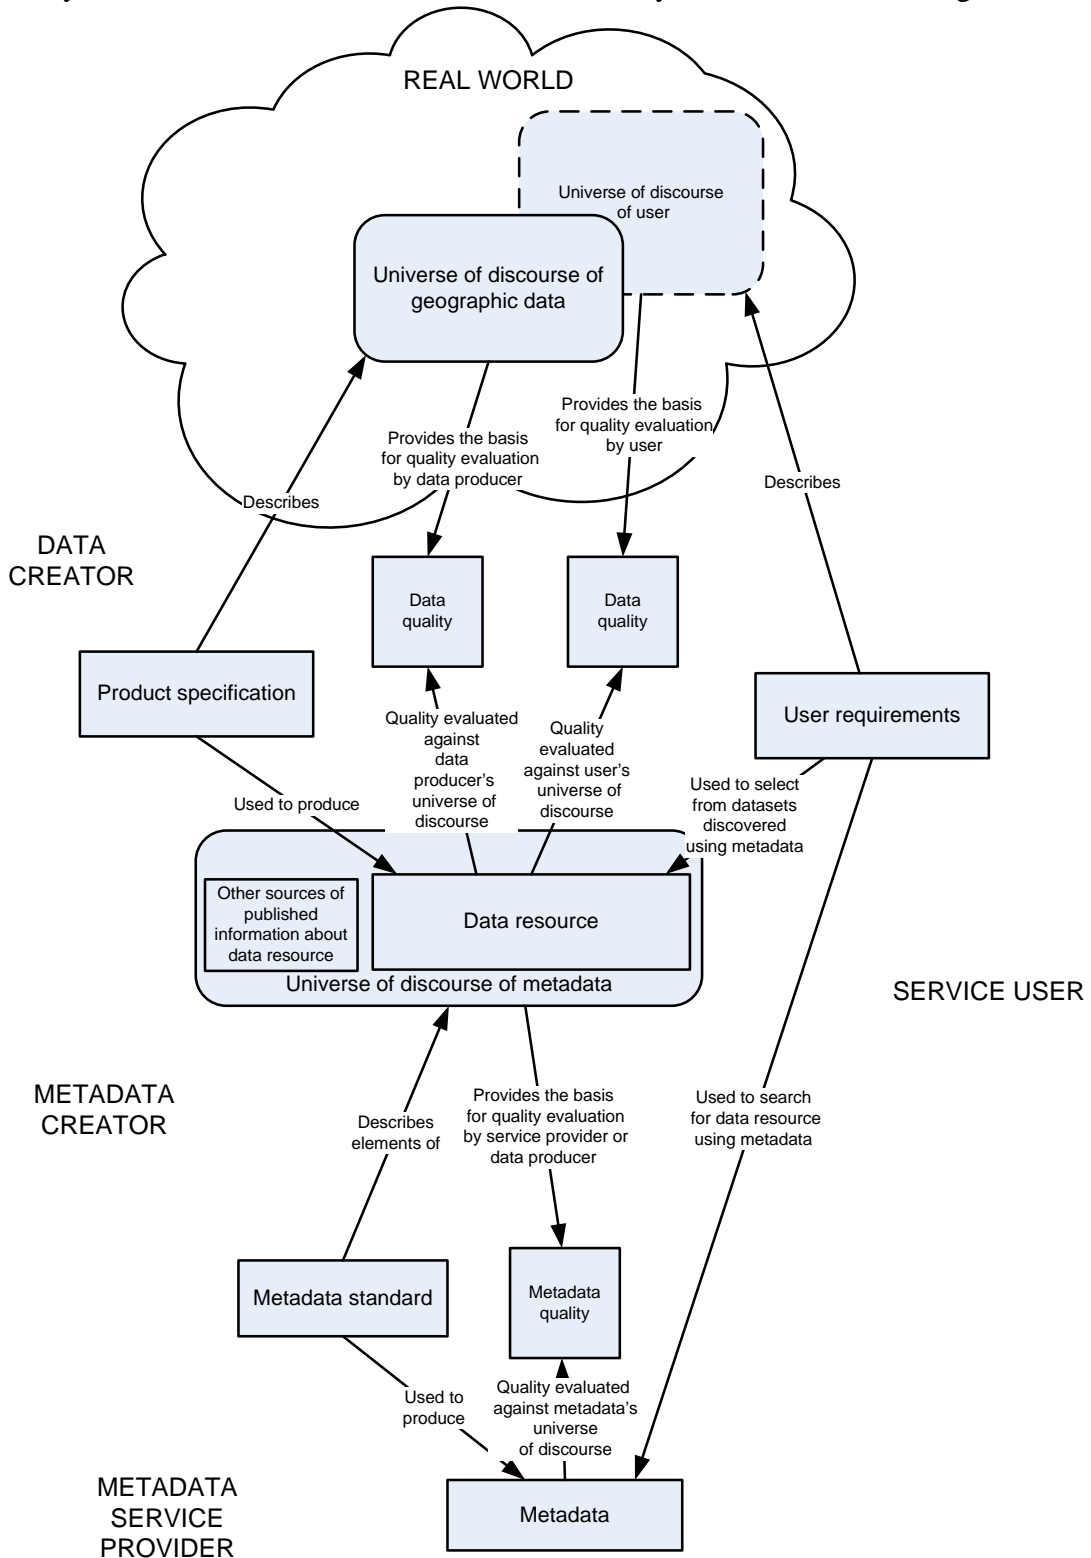 REAL WORLD
Universe of discourse
of user
Universe of discourse of
geographic data
Provides the basis
for quality evaluation
by user
Provides the basis
for quality evaluation
by data producer
Describes
Describes
DATA
CREATOR
Data
quality
Data
quality
Product specification
User requirements
Quality evaluated
against
data
producer's
universe of
discourse
Quality
evaluated
against user's
universe of
discourse
Used to select
from datasets
discovered
using metadata
Used to produce
Other sources of
published
information about
data resource
Data resource
Universe of discourse of metadata
SERVICE USER
METADATA
CREATOR
Describes
elements of
Provides the basis
for quality evaluation
by service provider or
data producer
Used to search
for data resource
using metadata
Metadata standard
Metadata
quality
Used to
produce
Quality evaluated
against metadata's
universe
of discourse
METADATA
SERVICE
PROVIDER
Metadata